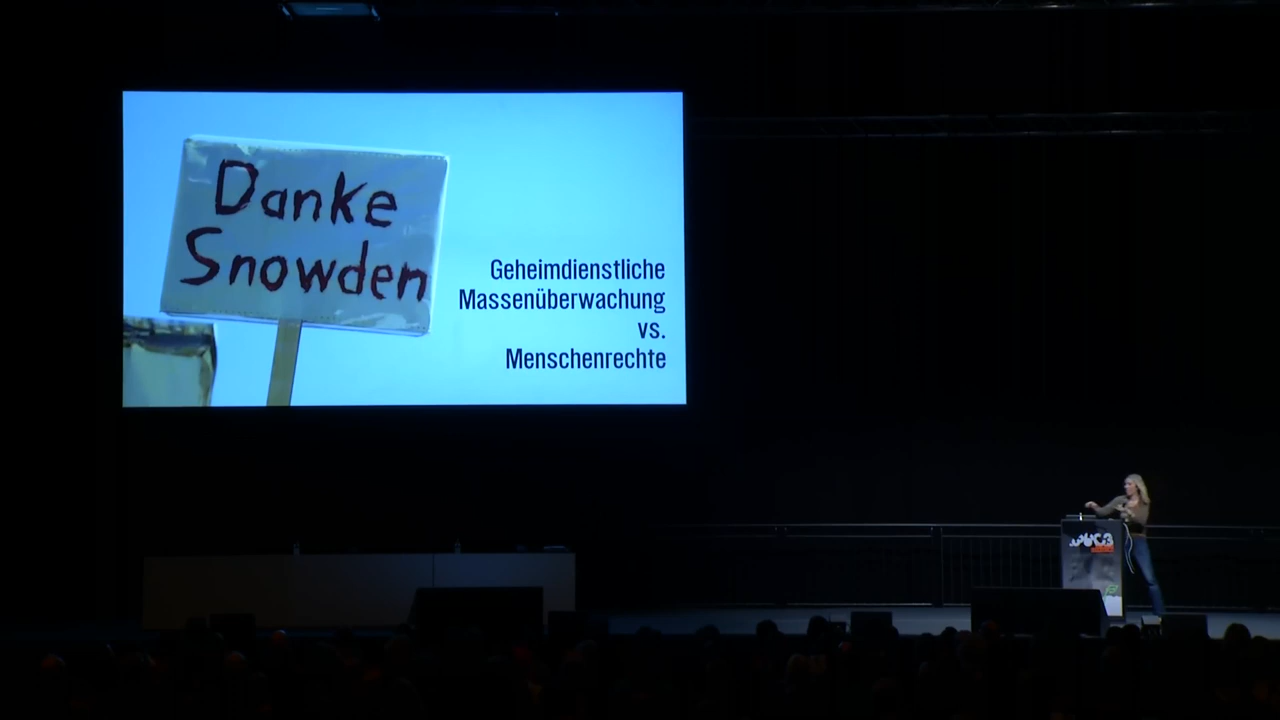 Danke
Snowden
Geheimdienstliche
Massenüberwachung
vs.
Menschenrechte